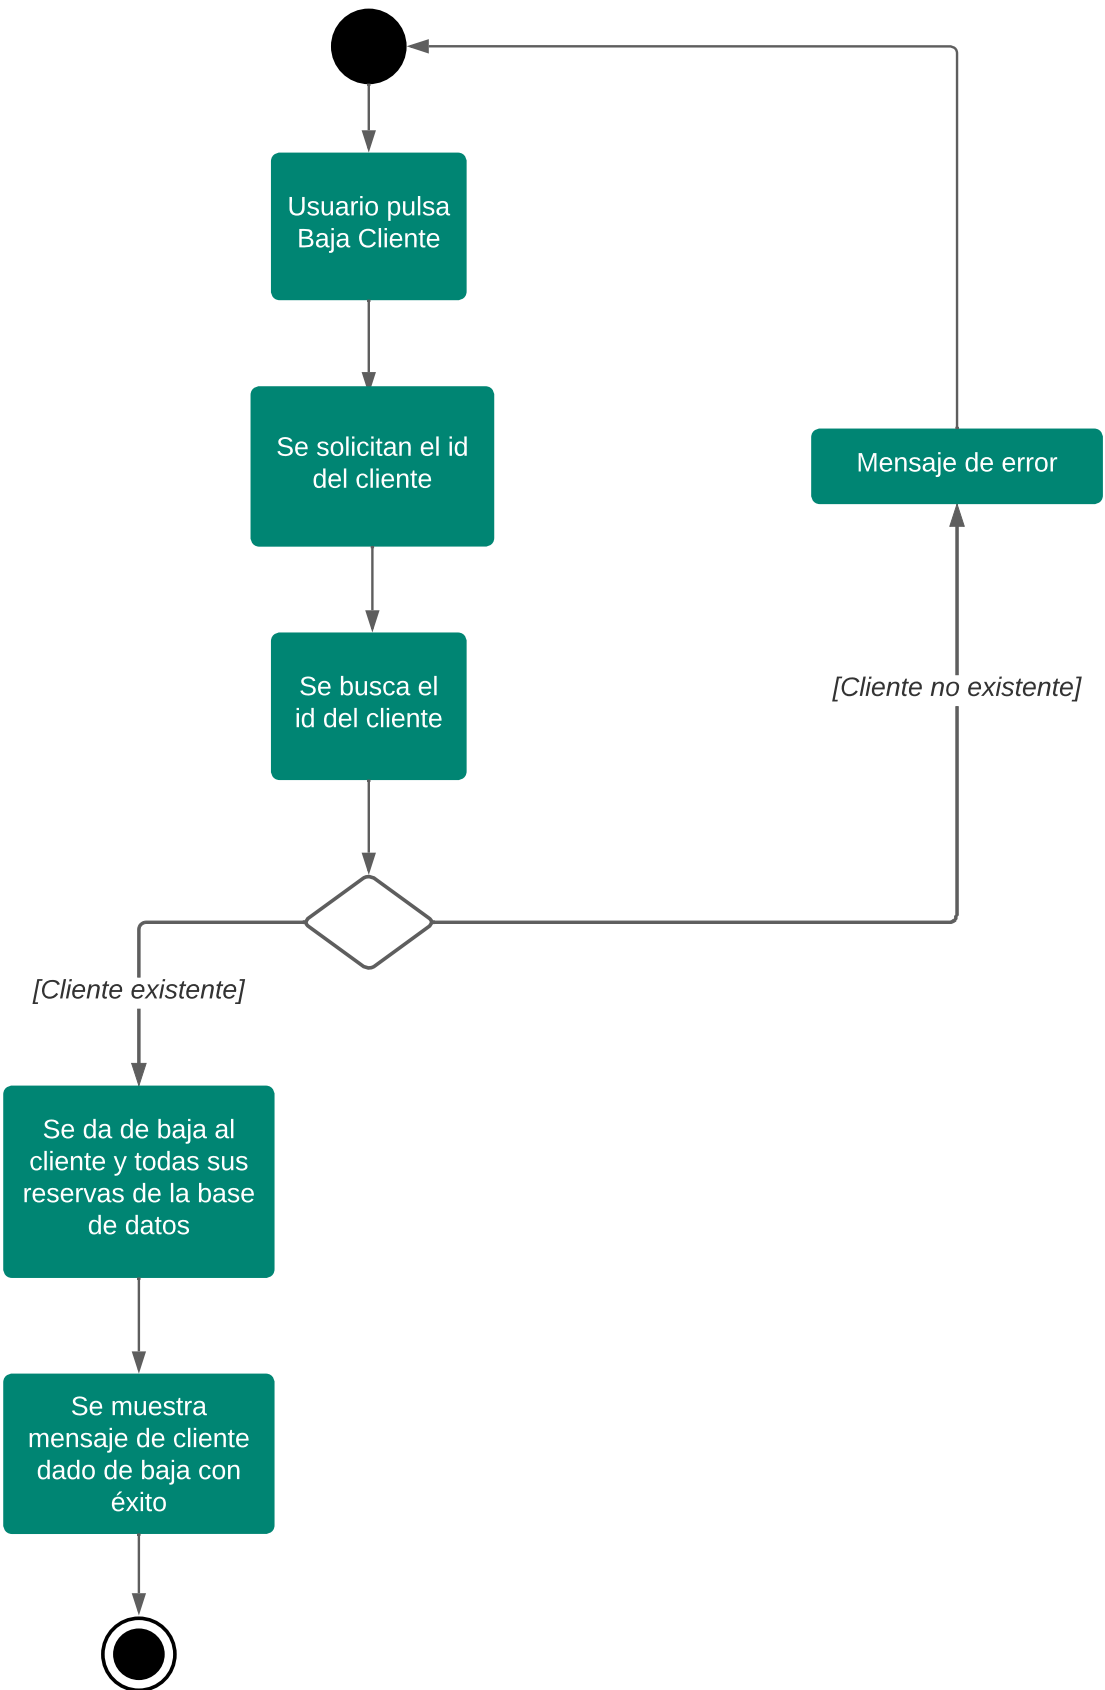 Usuario pulsa
Baja Cliente
Se solicitan el id
del cliente
Mensaje de error
Se busca el
id del cliente
[Cliente no existente]
[Cliente existente]
Se da de baja al
cliente y todas sus
reservas de la base
de datos
Se muestra
mensaje de cliente
dado de baja con
éxito